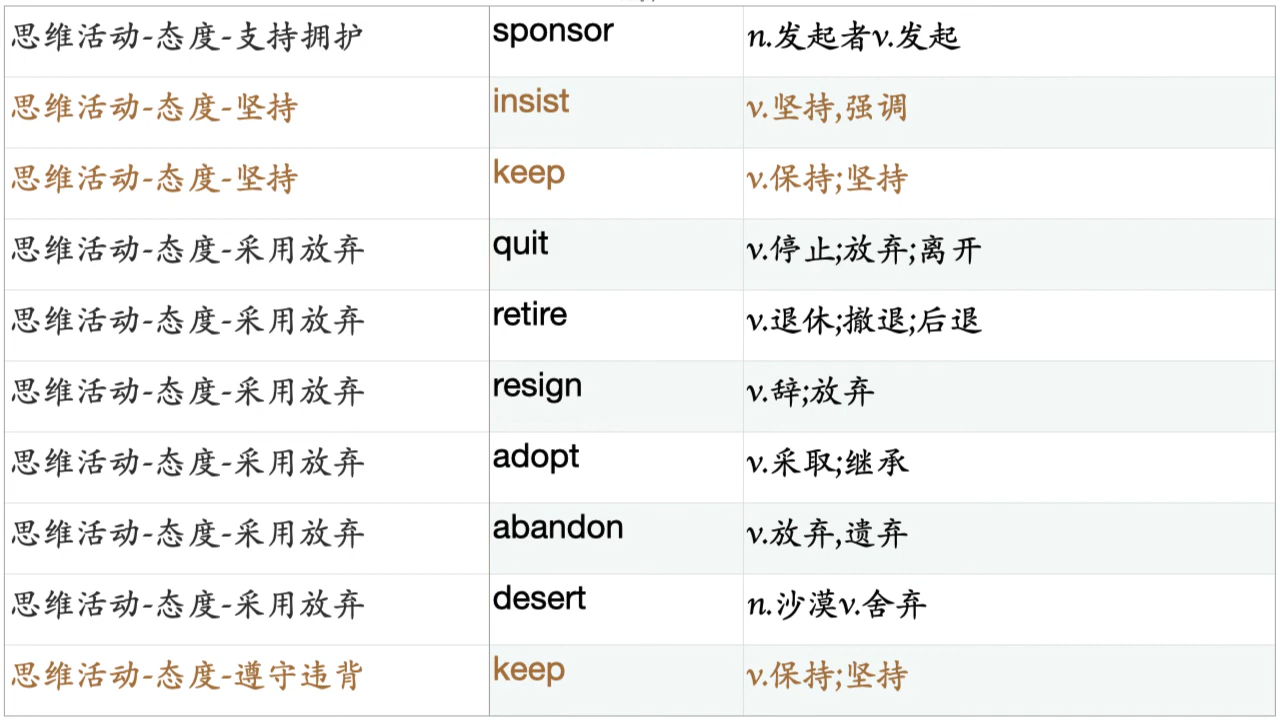 思维活动-态度-支持拥护 sponsor n.发起者v.发起
思维活动-态度-坚持 insist v.坚持,强调
思维活动-态度-坚持 keep v.保持;坚持
思维活动-态度-采用放弃 quit v.停止;放弃;离开
思维活动-态度-采用放弃 retire v.退休;撤退;后退
思维活动-态度-采用放弃 resign v.辞;放弃
思维活动-态度-采用放弃 adopt v.采取;继承
思维活动-态度-采用放弃 abandon v.放弃,遗弃
思维活动-态度-采用放弃 desert n.沙漠v.舍弃
思维活动-态度-遵守违背 keep v.保持;坚持